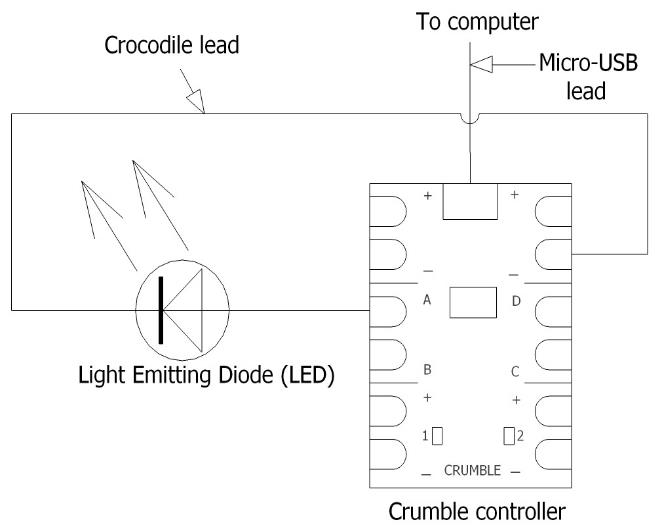 To computer
Crocodile lead
Micro-USB
lead
+ +
− −
A D
B C
+ +
1 2
− CRUMBLE −
Light Emitting Diode (LED)
Crumble controller